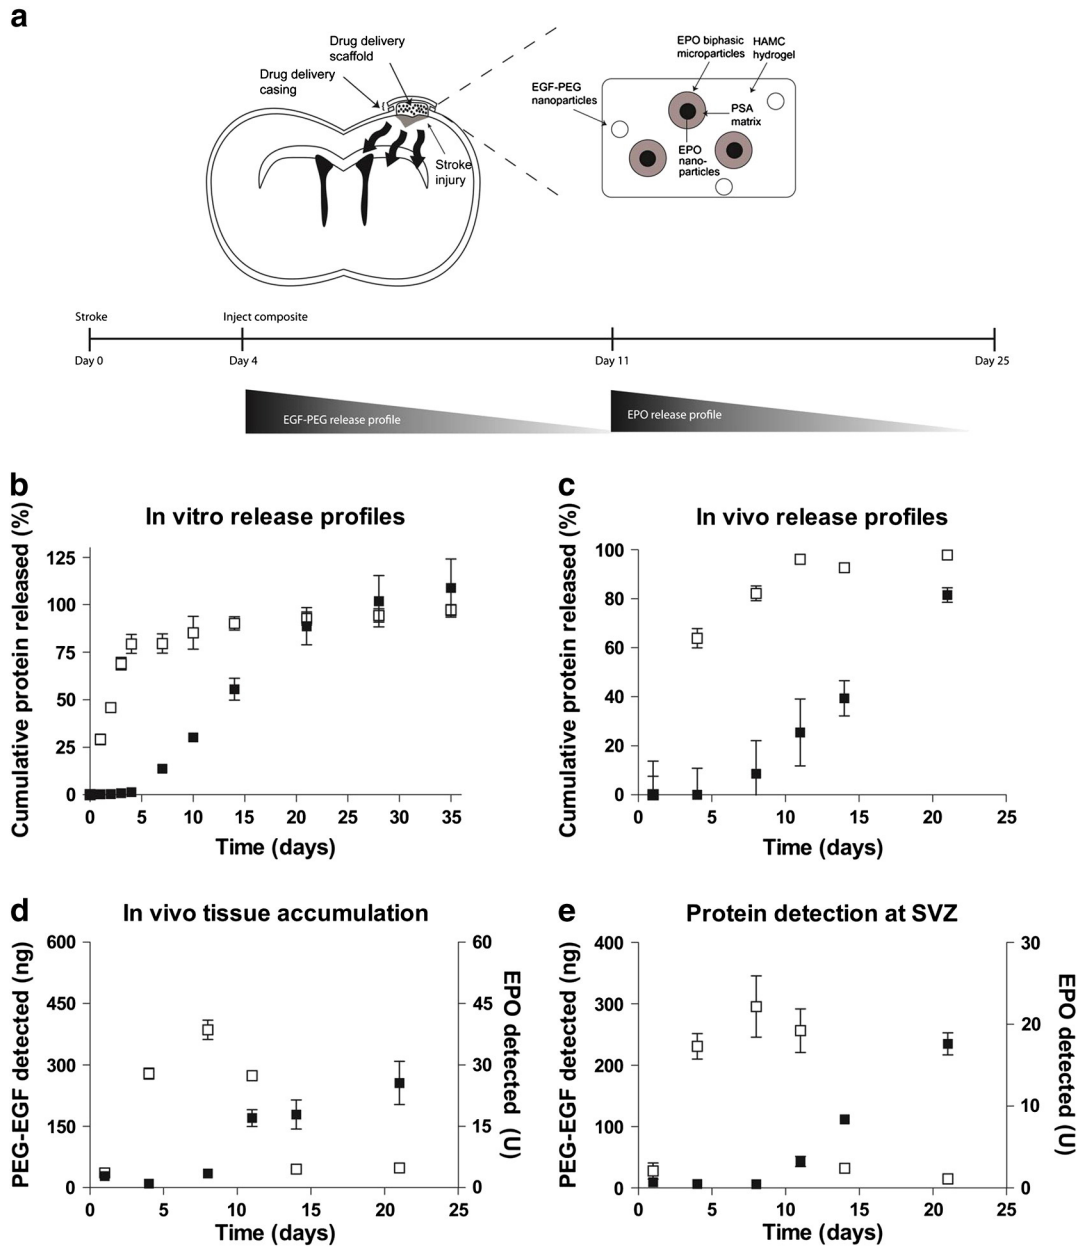 a
Drug delivery
scaffold
Drug delivery
casing
Stroke
injury
EPO biphasic
microparticles
HAMC
hydrogel
EGF-PEG
nanoparticles
PSA
matrix
EPO
nano-
particles
Stroke
Inject composite
Day 0
Day 4
Day 11
Day 25
EGF-PEG release profile
EPO release profile
b
In vitro release profiles
Cumulative protein released (%)
125
100
75
50
25
0
0 5 10 15 20 25 30 35
Time (days)
c
In vivo release profiles
Cumulative protein released (%)
100
80
60
40
20
0
0 5 10 15 20 25
Time (days)
d
In vivo tissue accumulation
PEG-EGF detected (ng)
600
450
300
150
0
60
45
30
15
0
EPO detected (U)
0 5 10 15 20 25
Time (days)
e
Protein detection at SVZ
PEG-EGF detected (ng)
400
300
200
100
0
30
20
10
0
EPO detected (U)
0 5 10 15 20 25
Time (days)